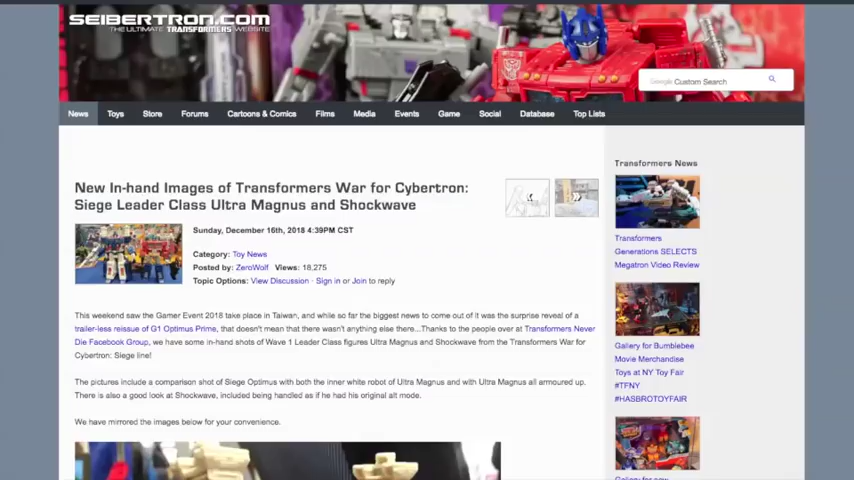 SEIBERTRON.COM
THE ULTIMATE TRANSFORMERS WEBSITE
Google Custom Search
News Toys Store Forums Cartoons & Comics Films Media Events Game Social Database Top Lists
New In-hand Images of Transformers War for Cybertron:
Siege Leader Class Ultra Magnus and Shockwave
Sunday, December 16th, 2018 4:39PM CST
Category: Toy News
Posted by: ZeroWolf Views: 18,275
Topic Options: View Discussion · Sign in or Join to reply
This weekend saw the Gamer Event 2018 take place in Taiwan, and while so far the biggest news to come out of it was the surprise reveal of a
trailer-less reissue of G1 Optimus Prime, that doesn't mean that there wasn't anything else there...Thanks to the people over at Transformers Never
Die Facebook Group, we have some in-hand shots of Wave 1 Leader Class figures Ultra Magnus and Shockwave from the Transformers War for
Cybertron: Siege line!
The pictures include a comparison shot of Siege Optimus with both the inner white robot of Ultra Magnus and with Ultra Magnus all armoured up.
There is also a good look at Shockwave, included being handled as if he had his original alt mode.
We have mirrored the images below for your convenience.
Transformers News
Transformers
Generations SELECTS
Megatron Video Review
Gallery for Bumblebee
Movie Merchandise
Toys at NY Toy Fair
#TFNY
#HASBROTOYFAIR